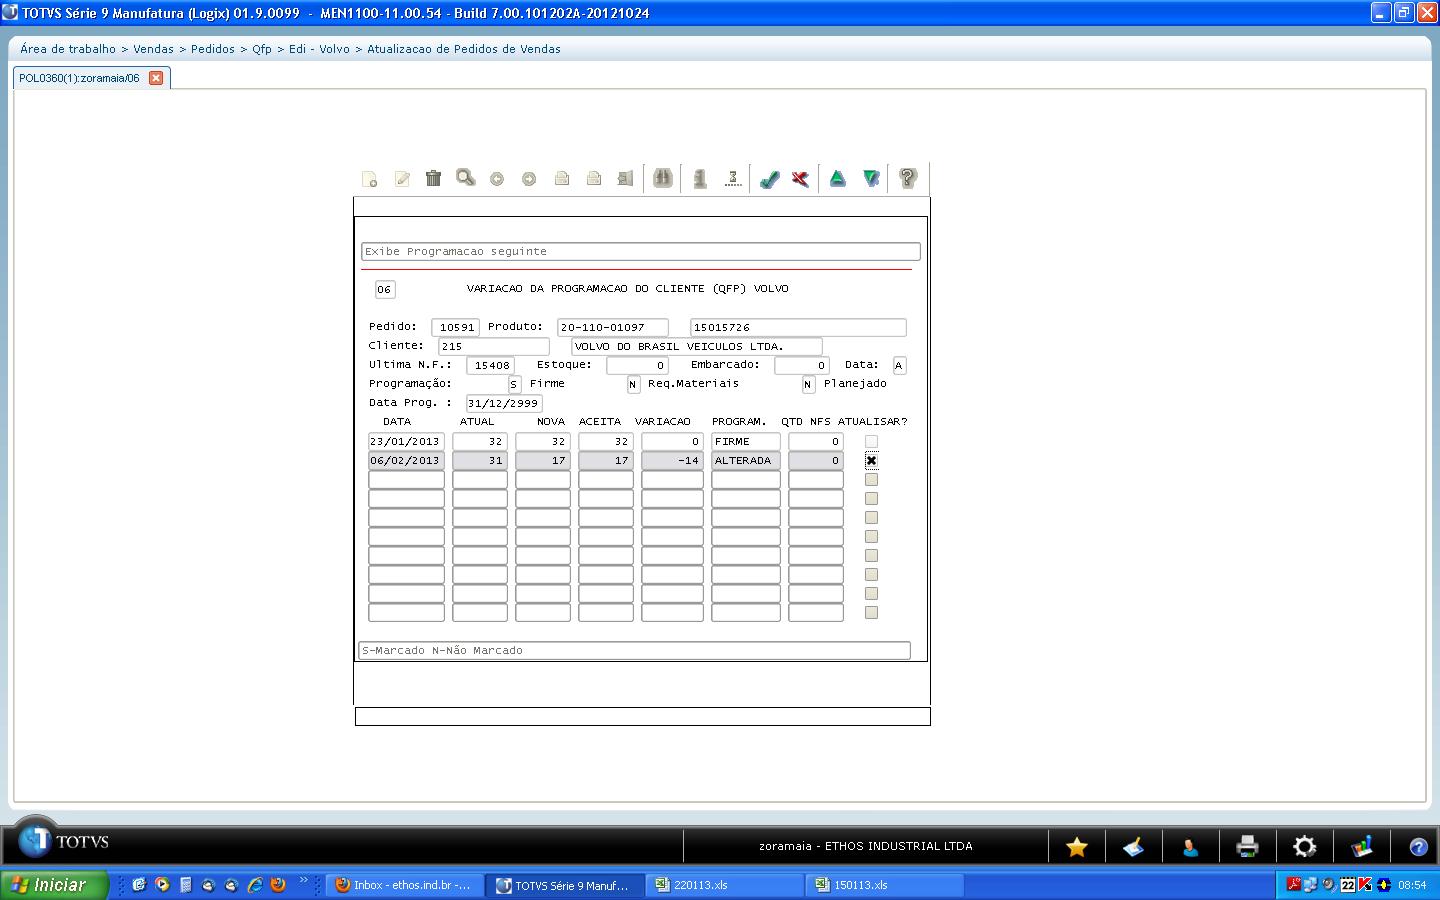 TOTVS Série 9 Manufatura (Logix) 01.9.0099 - MEN1100-11.00.54 - Build 7.00.101202A-20121024
Área de trabalho > Vendas > Pedidos > Qfp > Edi - Volvo > Atualizacao de Pedidos de Vendas
POL0360(1):zoramaia/06
Exibe Programacao seguinte
06 VARIACAO DA PROGRAMACAO DO CLIENTE (QFP) VOLVO
Pedido: 10591 Produto: 20-110-01097 15015726
Cliente: 215 VOLVO DO BRASIL VEICULOS LTDA.
Ultima N.F.: 15408 Estoque: 0 Embarcado: 0 Data: A
Programação: S Firme N Req.Materiais N Planejado
Data Prog. : 31/12/2999
DATA ATUAL NOVA ACEITA VARIACAO PROGRAM. QTD NFS ATUALISAR?
23/01/2013 32 32 32 0 FIRME 0
06/02/2013 31 17 17 -14 ALTERADA 0
S-Marcado N-Não Marcado
TOTVS zoramaia - ETHOS INDUSTRIAL LTDA
Iniciar Inbox - ethos.ind.br -... TOTVS Série 9 Manuf... 220113.xls 150113.xls 22 08:54